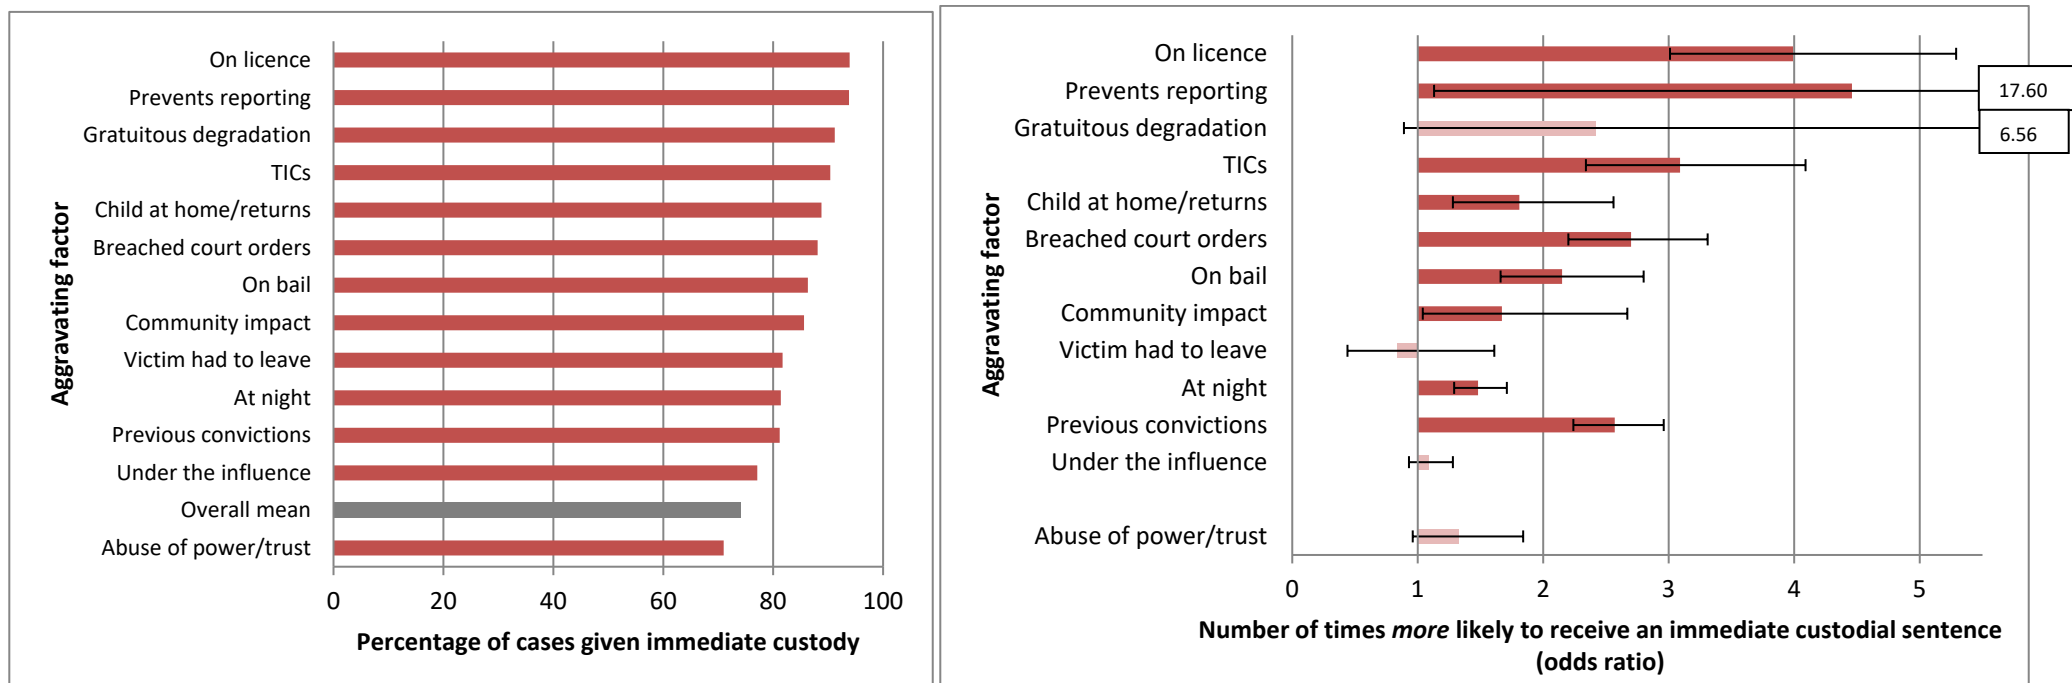 Aggravating factor
On licence
Prevents reporting
Gratuitous degradation
TICs
Child at home/returns
Breached court orders
On bail
Community impact
Victim had to leave
At night
Previous convictions
Under the influence
Overall mean
Abuse of power/trust
0 20 40 60 80 100
Percentage of cases given immediate custody
Aggravating factor
On licence
Prevents reporting
17.60
Gratuitous degradation
6.56
TICs
Child at home/returns
Breached court orders
On bail
Community impact
Victim had to leave
At night
Previous convictions
Under the influence
Abuse of power/trust
0 1 2 3 4 5
Number of times more likely to receive an immediate custodial sentence
(odds ratio)